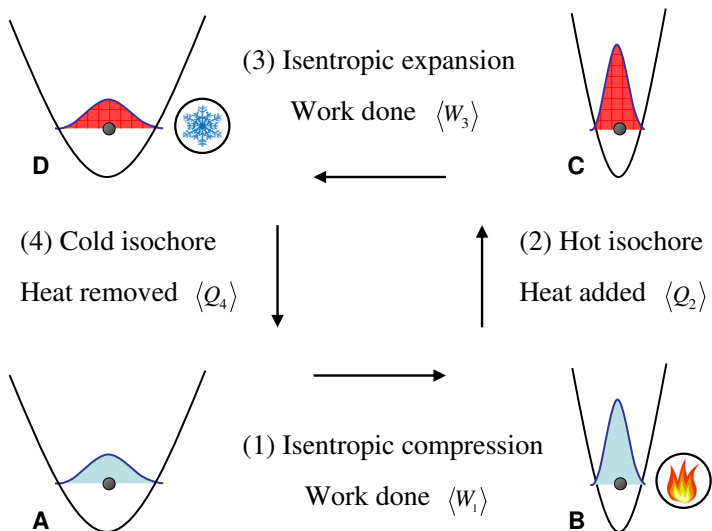 (3) Isentropic expansion
Work done ⟨W₃⟩
D
C
(4) Cold isochore
Heat removed ⟨Q₄⟩
(2) Hot isochore
Heat added ⟨Q₂⟩
(1) Isentropic compression
Work done ⟨W₁⟩
A
B